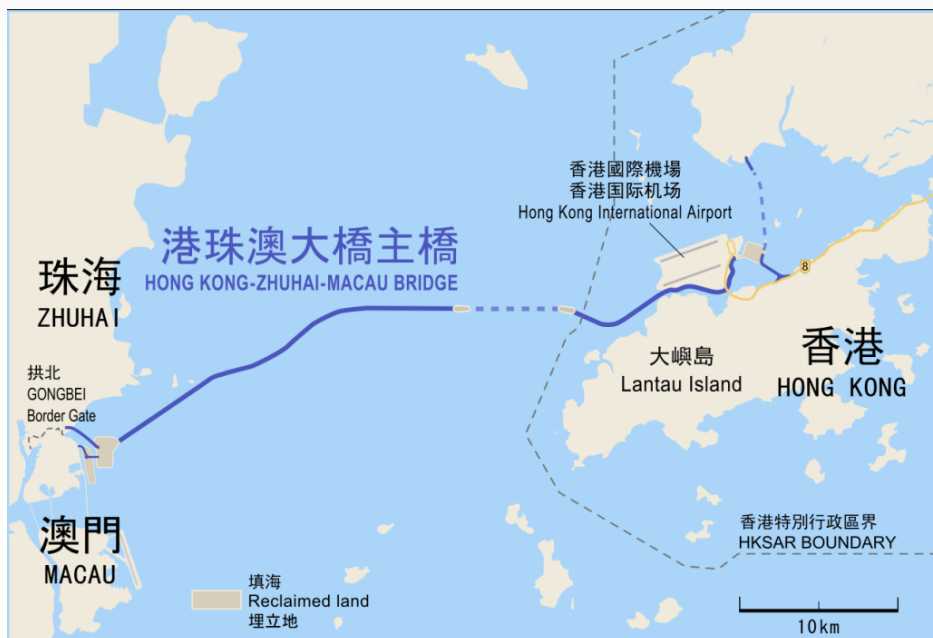 香港國際機場
香港国际机场
Hong Kong International Airport
港珠澳大橋主橋
HONG KONG-ZHUHAI-MACAU BRIDGE
珠海
ZHUHAI
8
香港
HONG KONG
大嶼島
Lantau Island
拱北
GONGBEI
Border Gate
澳門
MACAU
香港特別行政區界
HKSAR BOUNDARY
填海
Reclaimed land
埋立地
10km